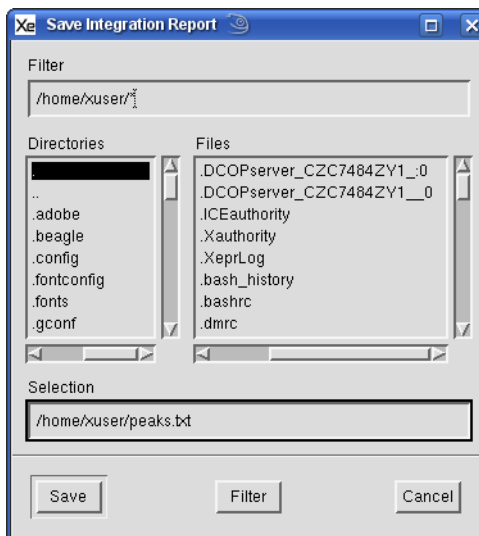 Xe Save Integration Report
Filter
/home/xuser/*
Directories
.
..
.adobe
.beagle
.config
.fontconfig
.fonts
.gconf
Files
.DCOPserver_CZC7484ZY1_:0
.DCOPserver_CZC7484ZY1__0
.ICEauthority
.Xauthority
.XeprLog
.bash_history
.bashrc
.dmrc
Selection
/home/xuser/peaks.txt
Save
Filter
Cancel